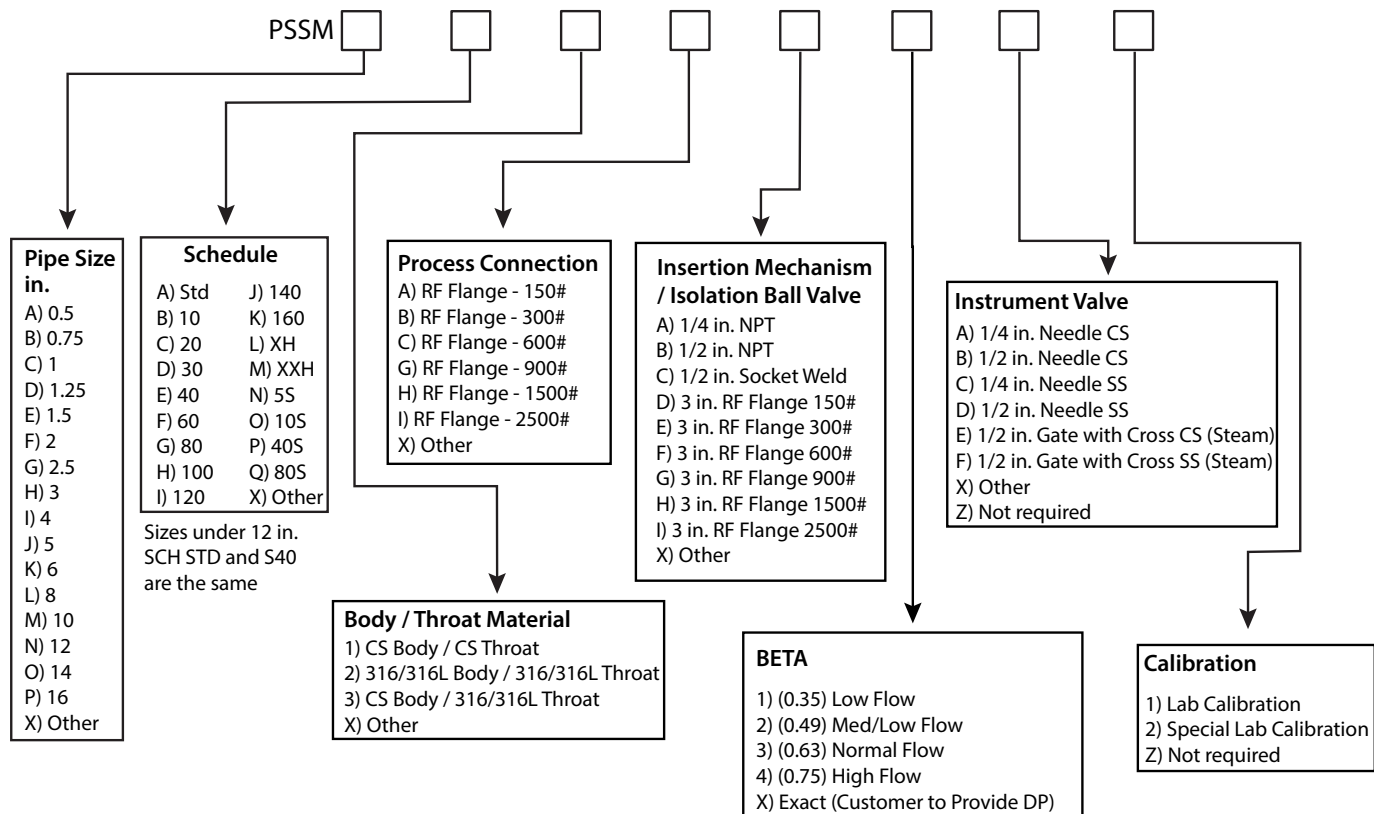 PSSM
Pipe Size
in.
A) 0.5
B) 0.75
C) 1
D) 1.25
E) 1.5
F) 2
G) 2.5
H) 3
I) 4
J) 5
K) 6
L) 8
M) 10
N) 12
O) 14
P) 16
X) Other
Schedule
A) Std
B) 10
C) 20
D) 30
E) 40
F) 60
G) 80
H) 100
I) 120
J) 140
K) 160
L) XH
M) XXH
N) 5S
O) 10S
P) 40S
Q) 80S
X) Other
Sizes under 12 in.
SCH STD and S40
are the same
Body / Throat Material
1) CS Body / CS Throat
2) 316/316L Body / 316/316L Throat
3) CS Body / 316/316L Throat
X) Other
Process Connection
A) RF Flange - 150#
B) RF Flange - 300#
C) RF Flange - 600#
G) RF Flange - 900#
H) RF Flange - 1500#
I) RF Flange - 2500#
X) Other
Insertion Mechanism
/ Isolation Ball Valve
A) 1/4 in. NPT
B) 1/2 in. NPT
C) 1/2 in. Socket Weld
D) 3 in. RF Flange 150#
E) 3 in. RF Flange 300#
F) 3 in. RF Flange 600#
G) 3 in. RF Flange 900#
H) 3 in. RF Flange 1500#
I) 3 in. RF Flange 2500#
X) Other
BETA
1) (0.35) Low Flow
2) (0.49) Med/Low Flow
3) (0.63) Normal Flow
4) (0.75) High Flow
X) Exact (Customer to Provide DP)
Instrument Valve
A) 1/4 in. Needle CS
B) 1/2 in. Needle CS
C) 1/4 in. Needle SS
D) 1/2 in. Needle SS
E) 1/2 in. Gate with Cross CS (Steam)
F) 1/2 in. Gate with Cross SS (Steam)
X) Other
Z) Not required
Calibration
1) Lab Calibration
2) Special Lab Calibration
Z) Not required